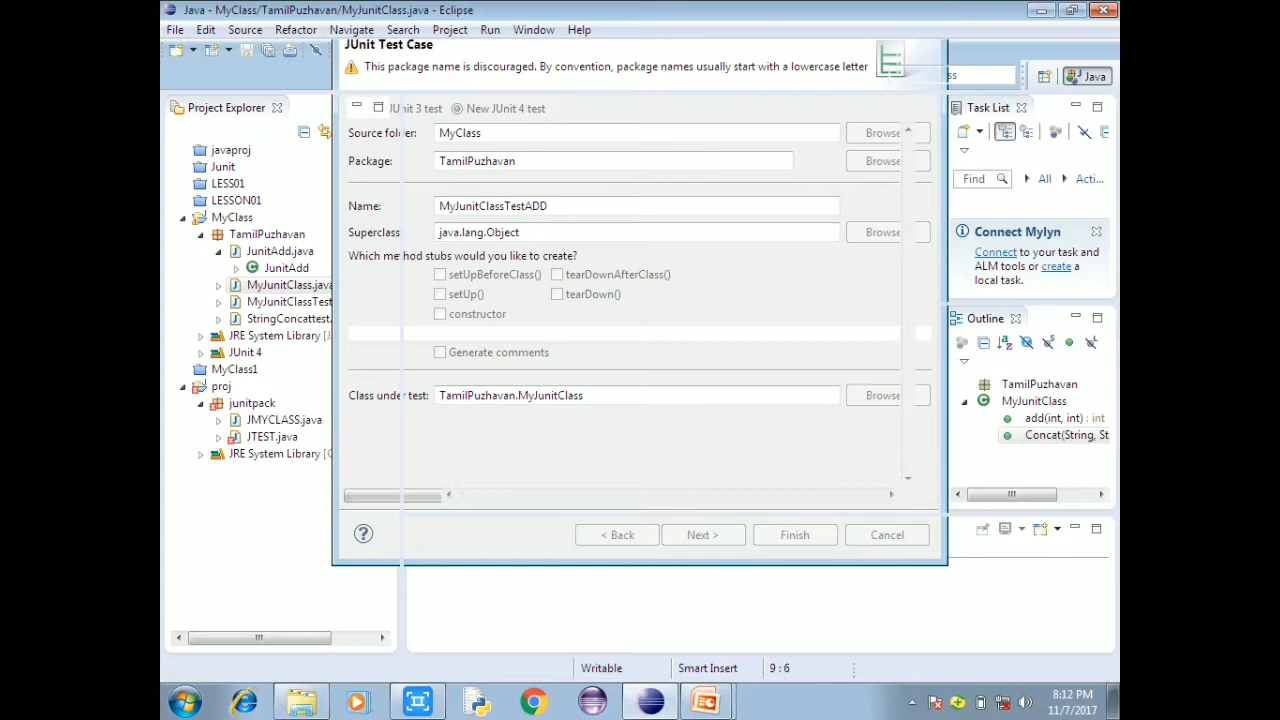 Java - MyClass/TamilPuzhavan/MyJunitClass.java - Eclipse
File Edit Source Refactor Navigate Search Project Run Window Help
JUnit Test Case
This package name is discouraged. By convention, package names usually start with a lowercase letter
Java
Project Explorer
javaproj
Junit
LESS01
LESSON01
MyClass
TamilPuzhavan
JunitAdd.java
JunitAdd
MyJunitClass.java
MyJunitClassTest
StringConcattest.
JRE System Library [J
JUnit 4
MyClass1
proj
junitpack
JMYCLASS.java
JTEST.java
JRE System Library [
JUnit 3 test New JUnit 4 test
Source folder: MyClass Browse
Package: TamilPuzhavan Browse
Name: MyJunitClassTestADD
Superclass java.lang.Object Browse
Which method stubs would you like to create?
setUpBeforeClass() tearDownAfterClass()
setUp() tearDown()
constructor
Generate comments
Class under test: TamilPuzhavan.MyJunitClass Browse
? < Back Next > Finish Cancel
Task List
Find All Acti...
Connect Mylyn
Connect to your task and
ALM tools or create a
local task.
Outline
TamilPuzhavan
MyJunitClass
add(int, int) : int
Concat(String, St
Writable Smart Insert 9 : 6
8:12 PM
11/7/2017